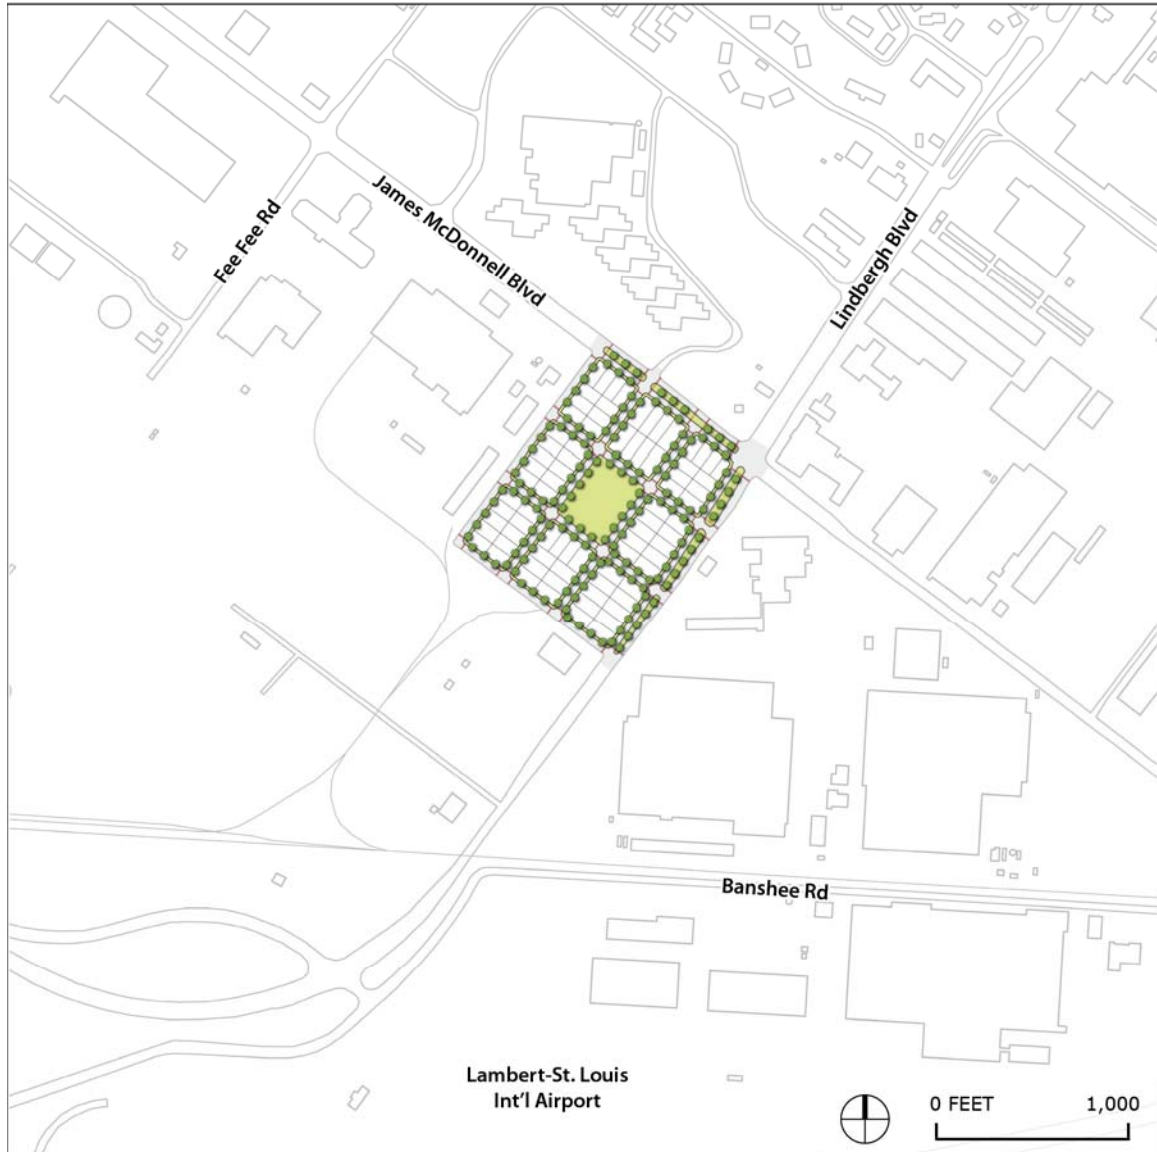 James McDonnell Blvd
Fee Fee Rd
Lindbergh Blvd
Banshee Rd
Lambert-St. Louis
Int'l Airport
0 FEET 1,000